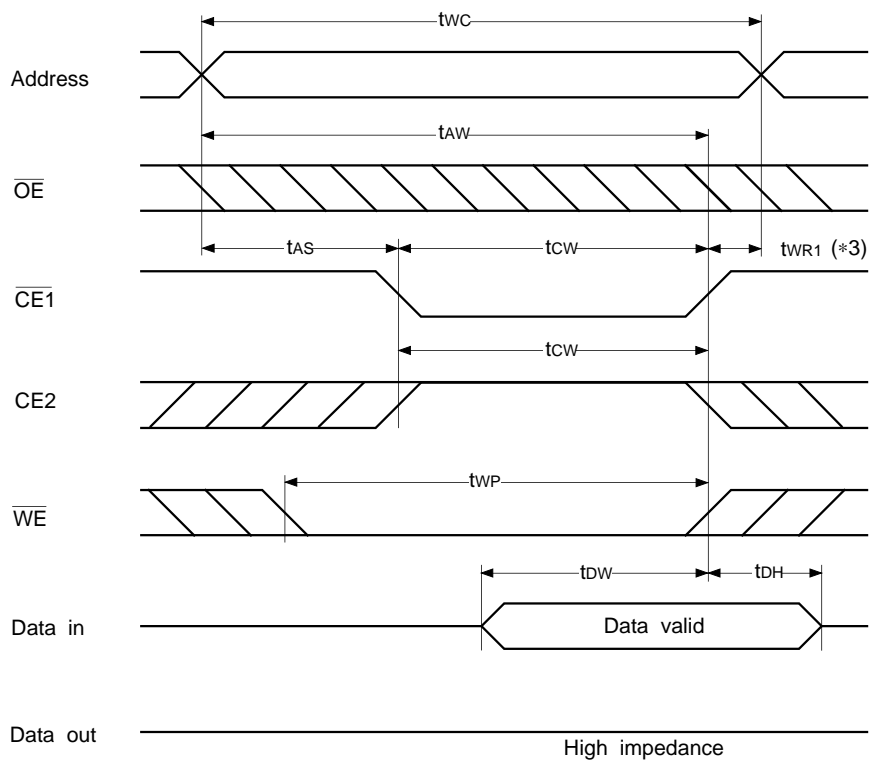 tWC
Address
tAW
OE
tAS tCW tWR1 (*3)
CE1
tCW
CE2
tWP
WE
tDW tDH
Data in Data valid
Data out
High impedance